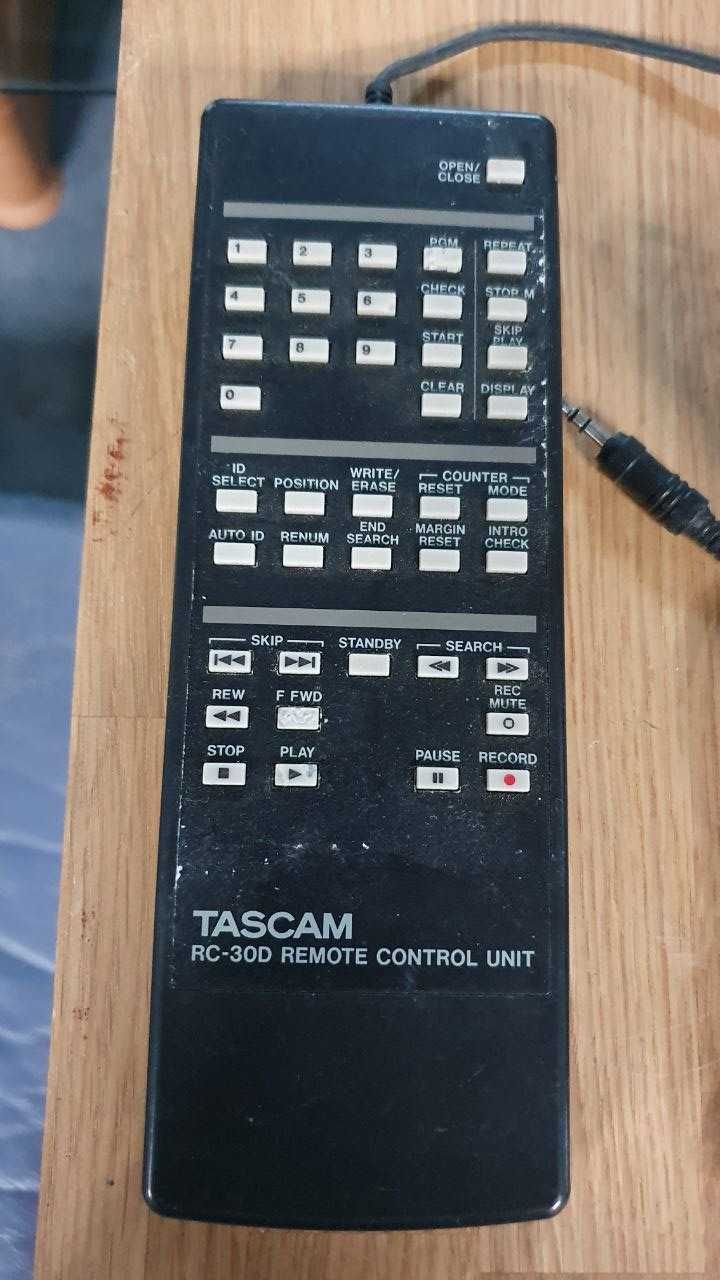 OPEN/
CLOSE
1 2 3 PGM REPEAT
4 5 6 CHECK STOP M
7 8 9 START SKIP
PLAY
0 CLEAR DISPLAY
ID
SELECT POSITION WRITE/
ERASE COUNTER
RESET MODE
AUTO ID RENUM END
SEARCH MARGIN
RESET INTRO
CHECK
SKIP STANDBY SEARCH
REW F FWD REC
MUTE
STOP PLAY PAUSE RECORD
TASCAM
RC-30D REMOTE CONTROL UNIT